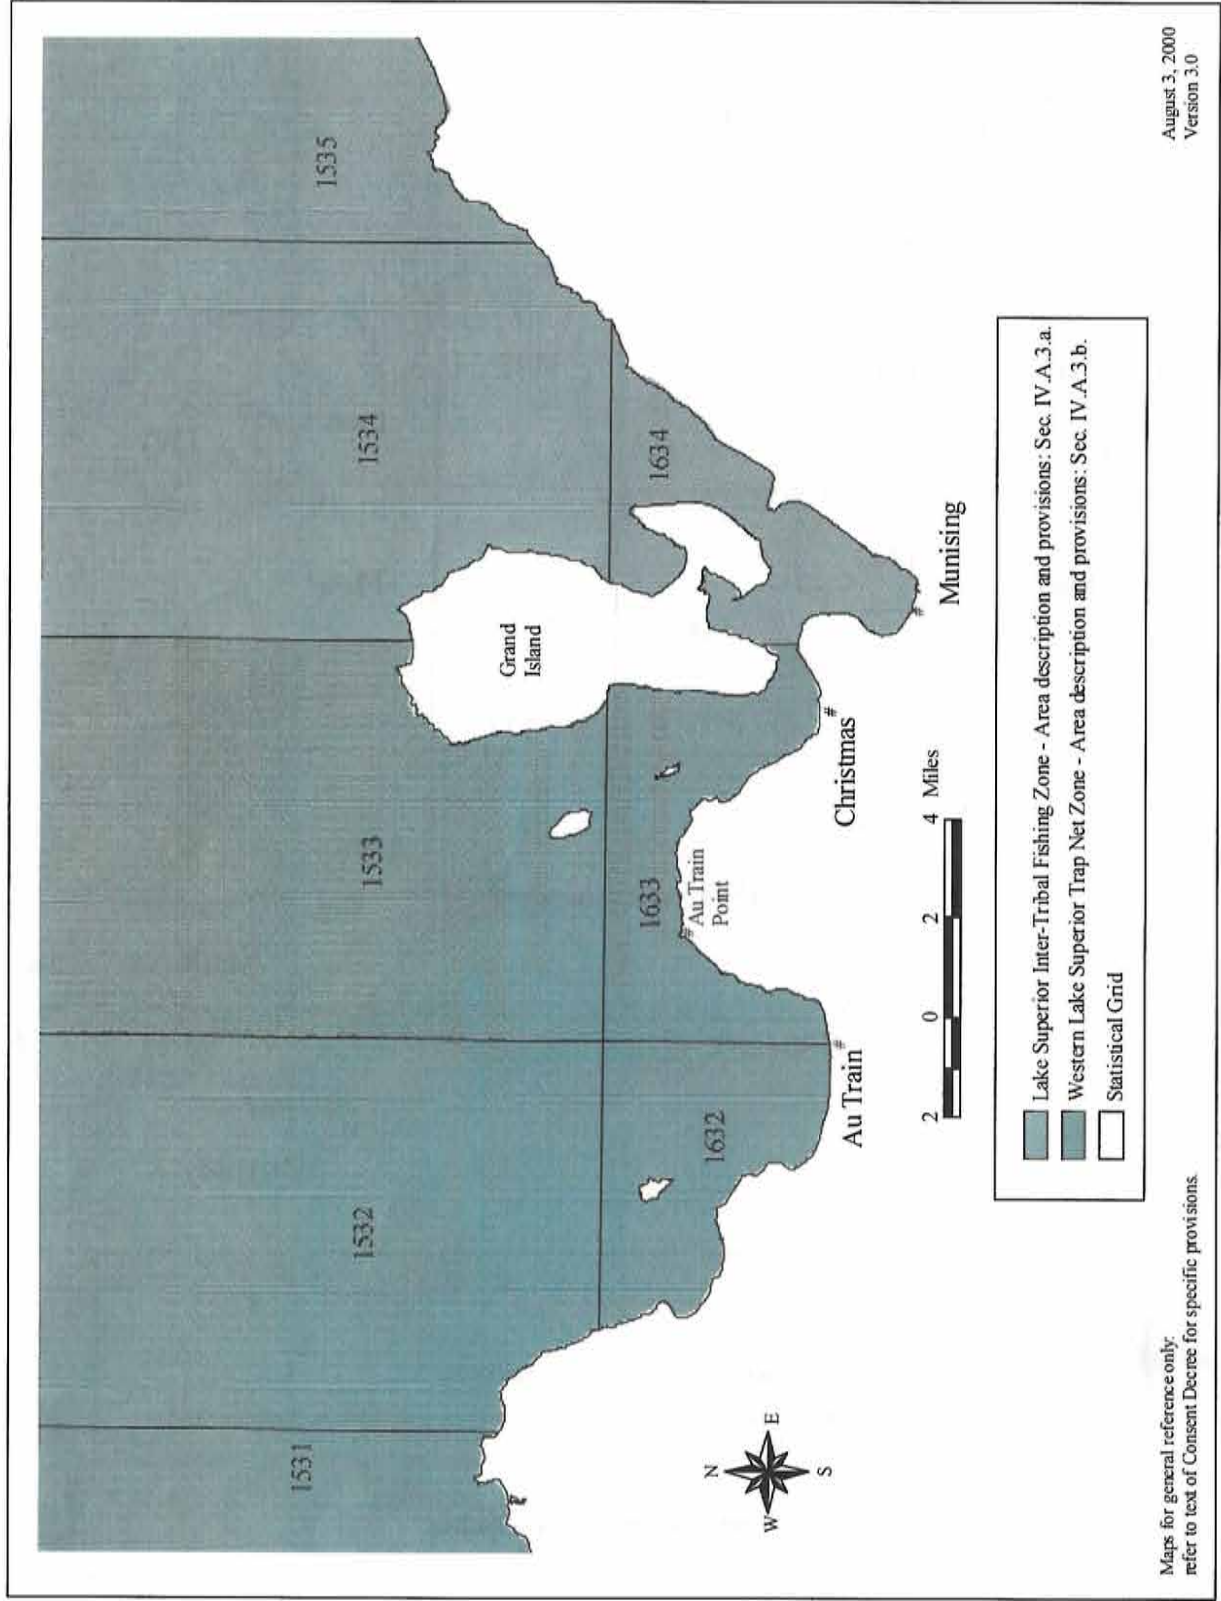 1531
1532
1533
1534
1535
1632
1633
1634
Grand
Island
# Au Train
Point
Au Train #
Christmas #
#
Munising
N
W E
S
2 0 2 4 Miles
Lake Superior Inter-Tribal Fishing Zone - Area description and provisions: Sec. IV.A.3.a.
Western Lake Superior Trap Net Zone - Area description and provisions: Sec. IV.A.3.b.
Statistical Grid
Maps for general reference only:
refer to text of Consent Decree for specific provisions.
August 3, 2000
Version 3.0